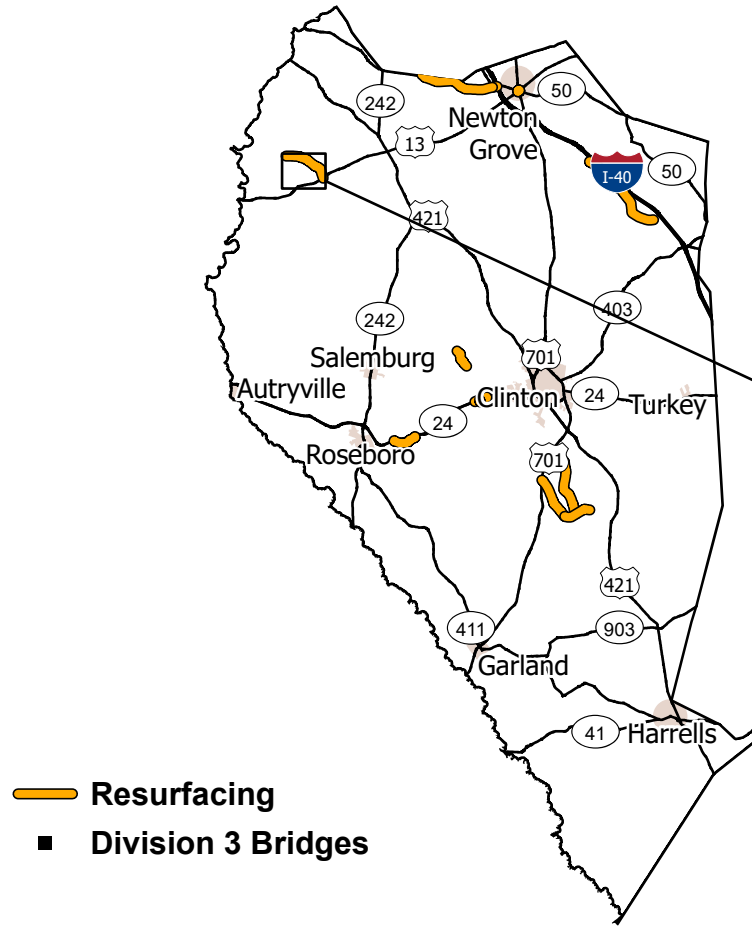 50
242
Newton
Grove
13
50
I-40
421
403
242
701
Salemburg
Autryville
Clinton
24
Turkey
24
Roseboro
701
421
411
903
Garland
41
Harrells
Resurfacing
Division 3 Bridges